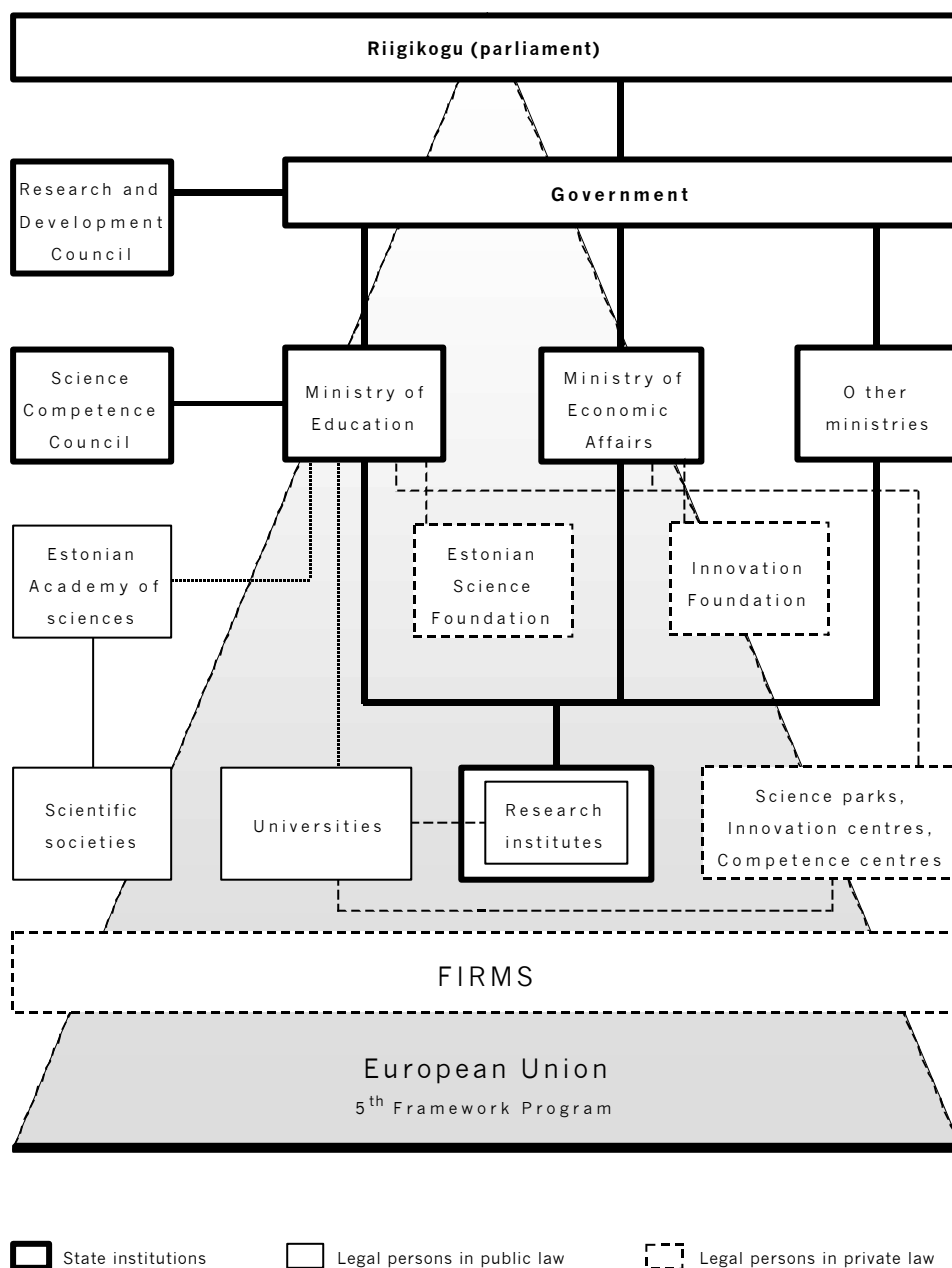 Riigikogu (parliament)
Research and
Development
Council
Government
Science
Competence
Council
Ministry of
Education
Ministry of
Economic
Affairs
O ther
ministries
Estonian
Academy of
sciences
Estonian
Science
Foundation
Innovation
Foundation
Scientific
societies
Universities
Research
institutes
Science parks,
Innovation centres,
Competence centres
FIRMS
European Union
5th Framework Program
State institutions
Legal persons in public law
Legal persons in private law